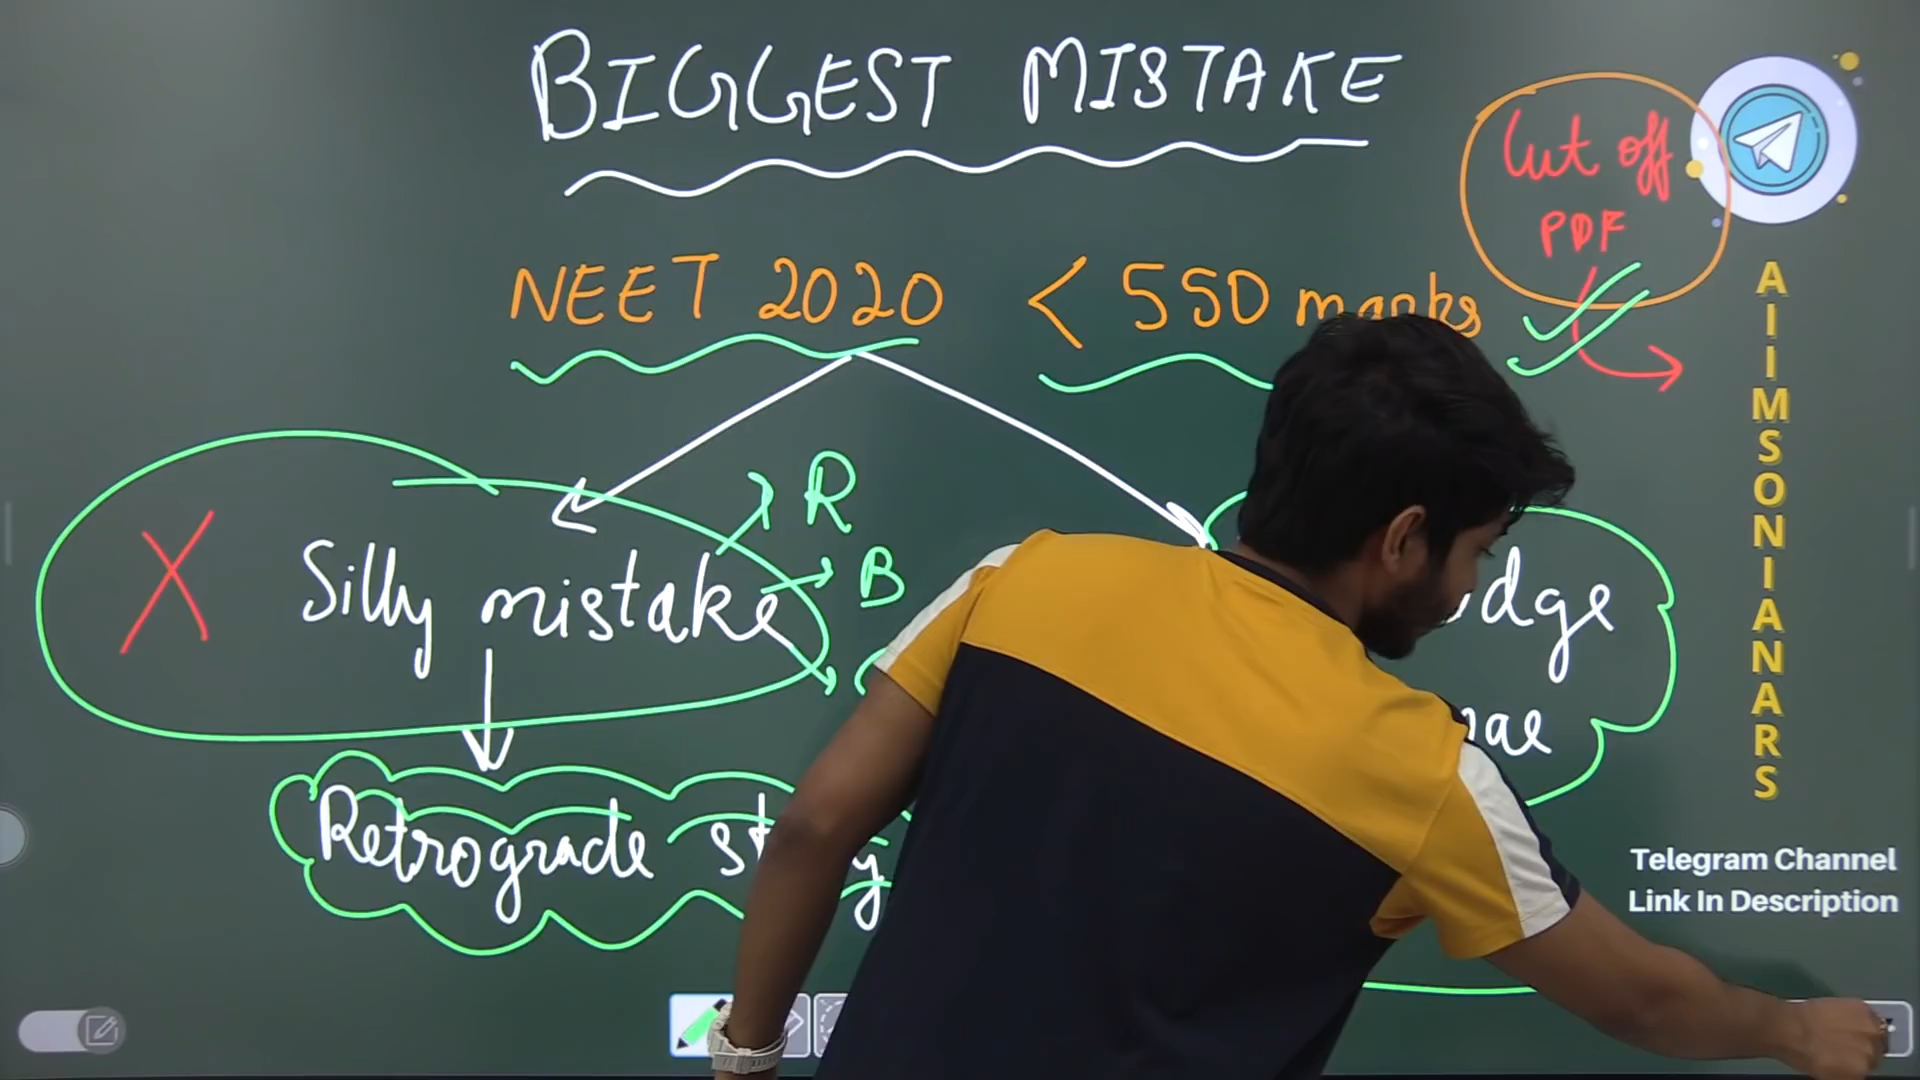 BIGGEST MISTAKE
Cut off
PDF
NEET 2020 < 550 marks
AIIMSONIANARS
R
X Silly mistake
B
Retrograde
Telegram Channel
Link In Description